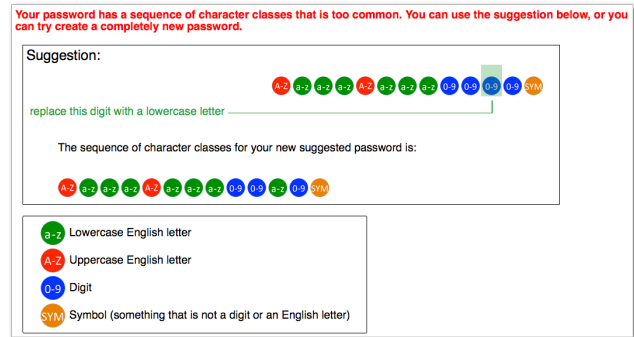 Your password has a sequence of character classes that is too common. You can use the suggestion below, or you
can try create a completely new password.
Suggestion:
A-Z a-z a-z a-z A-Z a-z a-z a-z 0-9 0-9 0-9 0-9 SYM
replace this digit with a lowercase letter
The sequence of character classes for your new suggested password is:
A-Z a-z a-z a-z A-Z a-z a-z a-z 0-9 0-9 a-z 0-9 SYM
a-z Lowercase English letter
A-Z Uppercase English letter
0-9 Digit
SYM Symbol (something that is not a digit or an English letter)